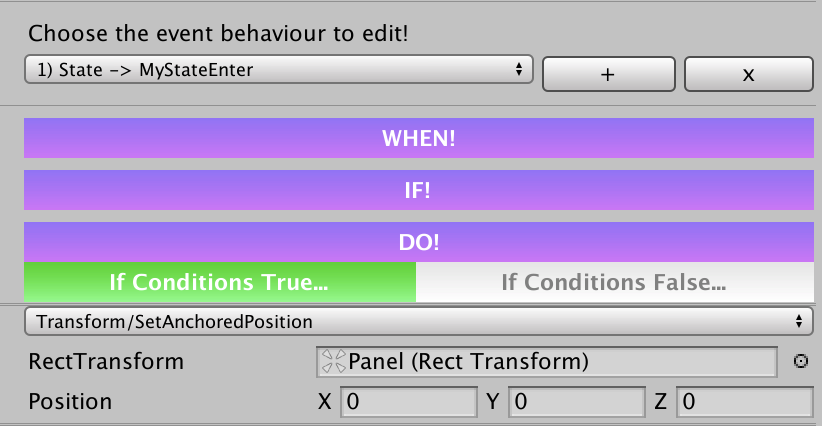 Choose the event behaviour to edit!
1) State -> MyStateEnter + x
WHEN!
IF!
DO!
If Conditions True... If Conditions False...
Transform/SetAnchoredPosition
RectTransform Panel (Rect Transform)
Position X 0 Y 0 Z 0